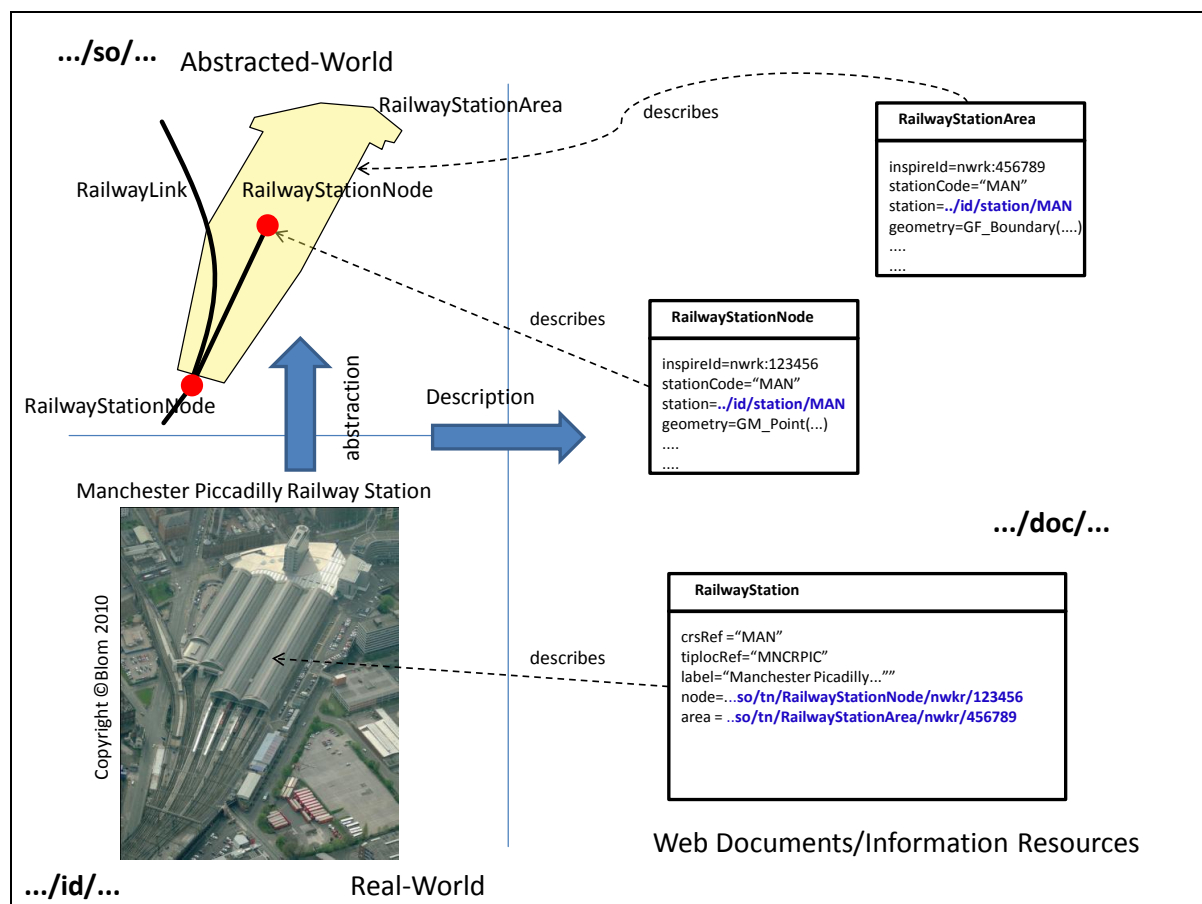 .../so/...
Abstracted-World
RailwayStationArea
RailwayLink
RailwayStationNode
RailwayStationNode
describes
RailwayStationArea
inspireId=nwrk:456789
stationCode=“MAN”
station=../id/station/MAN
geometry=GF_Boundary(....)
....
....
describes
RailwayStationNode
inspireId=nwrk:123456
stationCode=“MAN”
station=../id/station/MAN
geometry=GM_Point(...)
....
....
abstraction
Description
Manchester Piccadilly Railway Station
Copyright ©Blom 2010
.../doc/...
describes
RailwayStation
crsRef =“MAN”
tiplocRef=“MNCRPIC”
label=“Manchester Picadilly...””
node=...so/tn/RailwayStationNode/nwkr/123456
area = ..so/tn/RailwayStationArea/nwkr/456789
Web Documents/Information Resources
.../id/...
Real-World